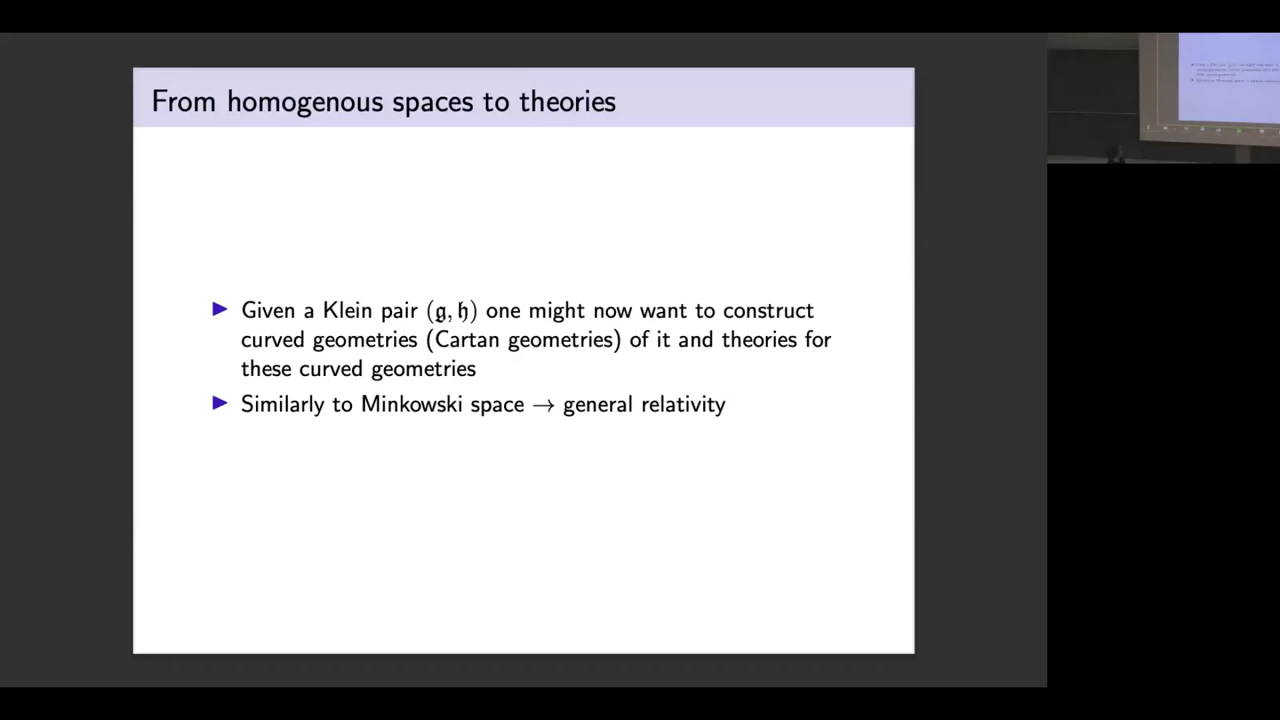 From homogenous spaces to theories
▶ Given a Klein pair (𝔤, 𝔥) one might now want to construct
curved geometries (Cartan geometries) of it and theories for
these curved geometries
▶ Similarly to Minkowski space → general relativity